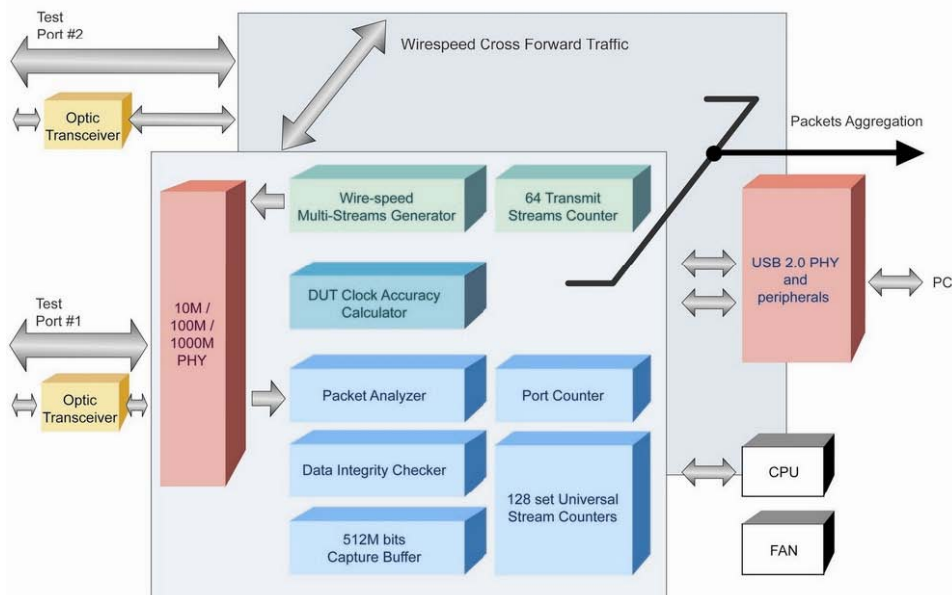 Test
Port #2
Wirespeed Cross Forward Traffic
Optic
Transceiver
Packets Aggregation
Wire-speed
Multi-Streams Generator
64 Transmit
Streams Counter
USB 2.0 PHY
and
peripherals
PC
DUT Clock Accuracy
Calculator
Test
Port #1
10M /
100M /
1000M
PHY
Optic
Transceiver
Packet Analyzer
Port Counter
Data Integrity Checker
128 set Universal
Stream Counters
CPU
512M bits
Capture Buffer
FAN